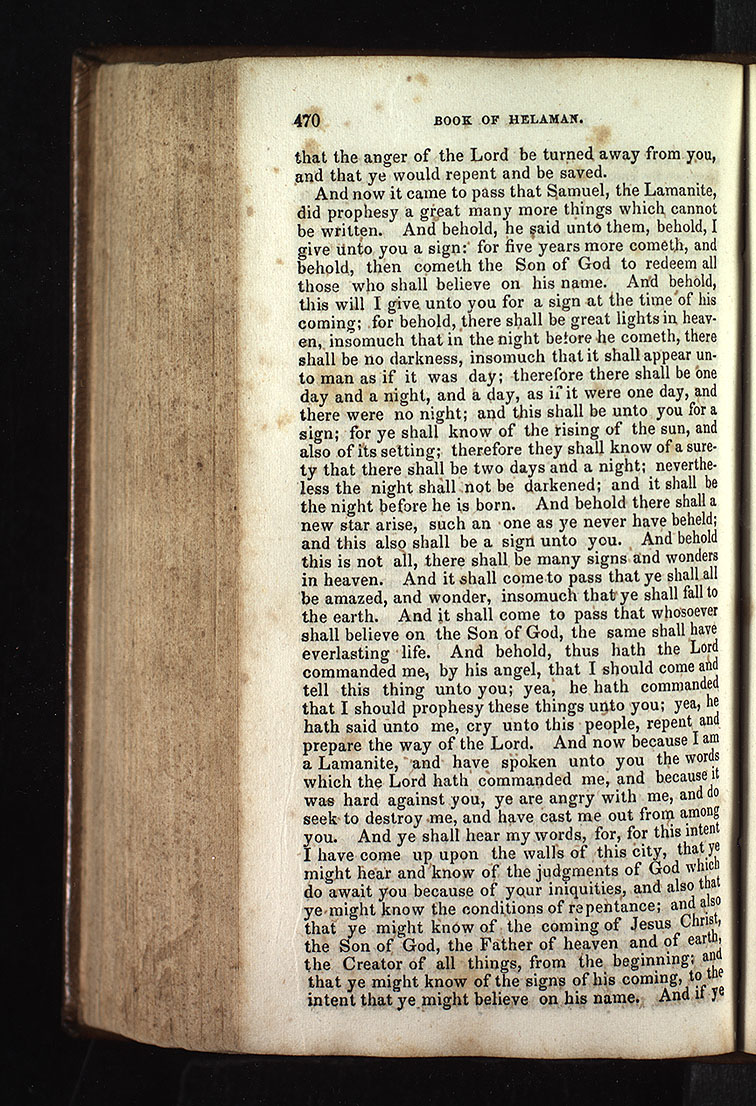 470 BOOK OF HELAMAN.
that the anger of the Lord be turned away from you,
and that ye would repent and be saved.
And now it came to pass that Samuel, the Lamanite,
did prophesy a great many more things which cannot
be written. And behold, he said unto them, behold, I
give unto you a sign: for five years more cometh, and
behold, then cometh the Son of God to redeem all
those who shall believe on his name. And behold,
this will I give unto you for a sign at the time of his
coming; for behold, there shall be great lights in heav-
en, insomuch that in the night before he cometh, there
shall be no darkness, insomuch that it shall appear un-
to man as if it was day; therefore there shall be one
day and a night, and a day, as if it were one day, and
there were no night; and this shall be unto you for a
sign; for ye shall know of the rising of the sun, and
also of its setting; therefore they shall know of a sure-
ty that there shall be two days and a night; neverthe-
less the night shall not be darkened; and it shall be
the night before he is born. And behold there shall a
new star arise, such an one as ye never have beheld;
and this also shall be a sign unto you. And behold
this is not all, there shall be many signs and wonders
in heaven. And it shall come to pass that ye shall all
be amazed, and wonder, insomuch that ye shall fall to
the earth. And it shall come to pass that whosoever
shall believe on the Son of God, the same shall have
everlasting life. And behold, thus hath the Lord
commanded me, by his angel, that I should come and
tell this thing unto you; yea, he hath commanded
that I should prophesy these things unto you; yea, he
hath said unto me, cry unto this people, repent and
prepare the way of the Lord. And now because I am
a Lamanite, and have spoken unto you the words
which the Lord hath commanded me, and because it
was hard against you, ye are angry with me, and do
seek to destroy me, and have cast me out from among
you. And ye shall hear my words, for, for this intent
I have come up upon the walls of this city, that ye
might hear and know of the judgments of God which
do await you because of your iniquities, and also that
ye might know the conditions of repentance; and also
that ye might know of the coming of Jesus Christ,
the Son of God, the Father of heaven and of earth,
the Creator of all things, from the beginning; and
that ye might know of the signs of his coming, to the
intent that ye might believe on his name. And if ye